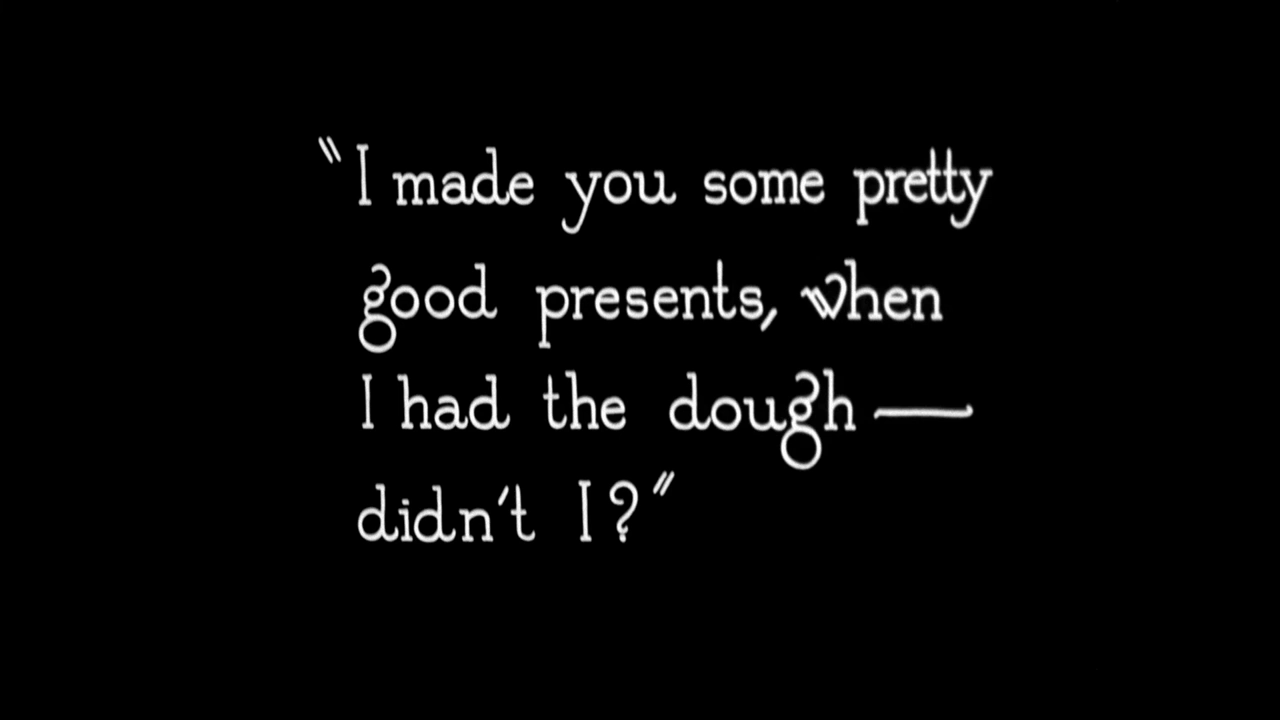 "I made you some pretty
good presents, when
I had the dough —
didn't I?"